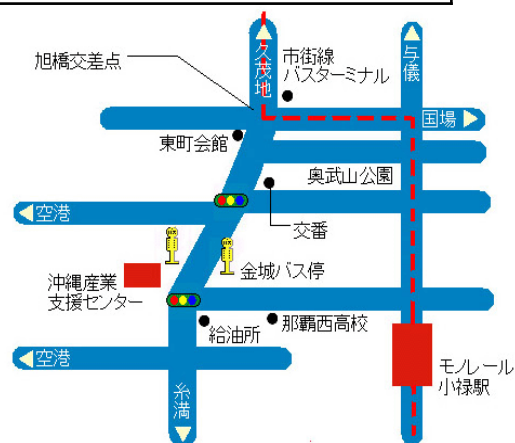 旭橋交差点
久茂地
市街線
バスターミナル
与儀
国場
東町会館
奥武山公園
空港
交番
金城バス停
沖縄産業
支援センター
給油所
那覇西高校
空港
糸満
モノレール
小禄駅